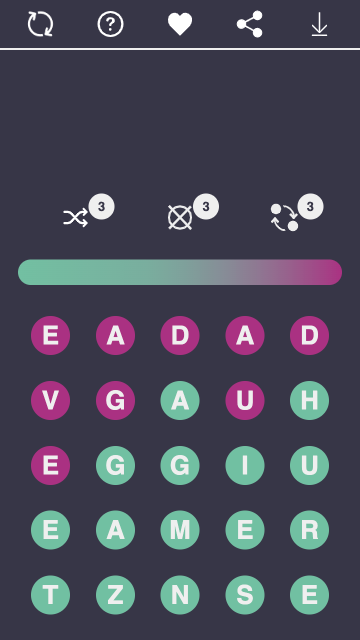 ?
3 3 3
E A D A D
V G A U H
E G G I U
E A M E R
T Z N S E